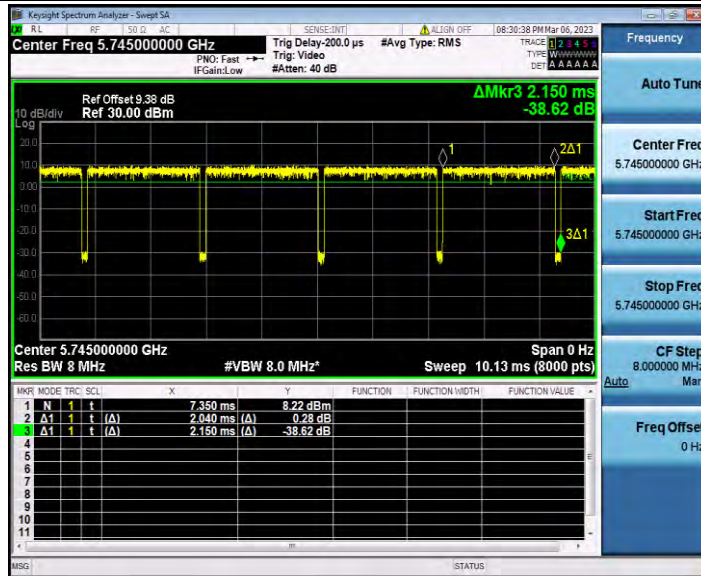 Keysight Spectrum Analyzer - Swept SA
RL RF 50 Ω AC SENSE:INT ALIGN OFF 08:30:38 PM Mar 06, 2023
Center Freq 5.745000000 GHz
PNO: Fast
IFGain:Low
Trig Delay-200.0 µs
Trig: Video
#Atten: 40 dB
#Avg Type: RMS
TRACE 1 2 3 4 5 6
TYPE WWWWWW
DET A A A A A A
Ref Offset 9.38 dB
10 dB/div Ref 30.00 dBm
Log
ΔMkr3 2.150 ms
-38.62 dB
20.0
10.0
0.00
-10.0
-20.0
-30.0
-40.0
-50.0
-60.0
1
2Δ1
3Δ1
Center 5.745000000 GHz Span 0 Hz
Res BW 8 MHz #VBW 8.0 MHz* Sweep 10.13 ms (8000 pts)
MKR MODE TRC SCL X Y FUNCTION FUNCTION WIDTH FUNCTION VALUE
1 N 1 t 7.350 ms 8.22 dBm
2 Δ1 1 t (Δ) 2.040 ms (Δ) 0.28 dB
3 Δ1 1 t (Δ) 2.150 ms (Δ) -38.62 dB
4
5
6
7
8
9
10
11
MSG STATUS
Frequency
Auto Tune
Center Freq
5.745000000 GHz
Start Freq
5.745000000 GHz
Stop Freq
5.745000000 GHz
CF Step
8.000000 MHz
Auto Man
Freq Offset
0 Hz